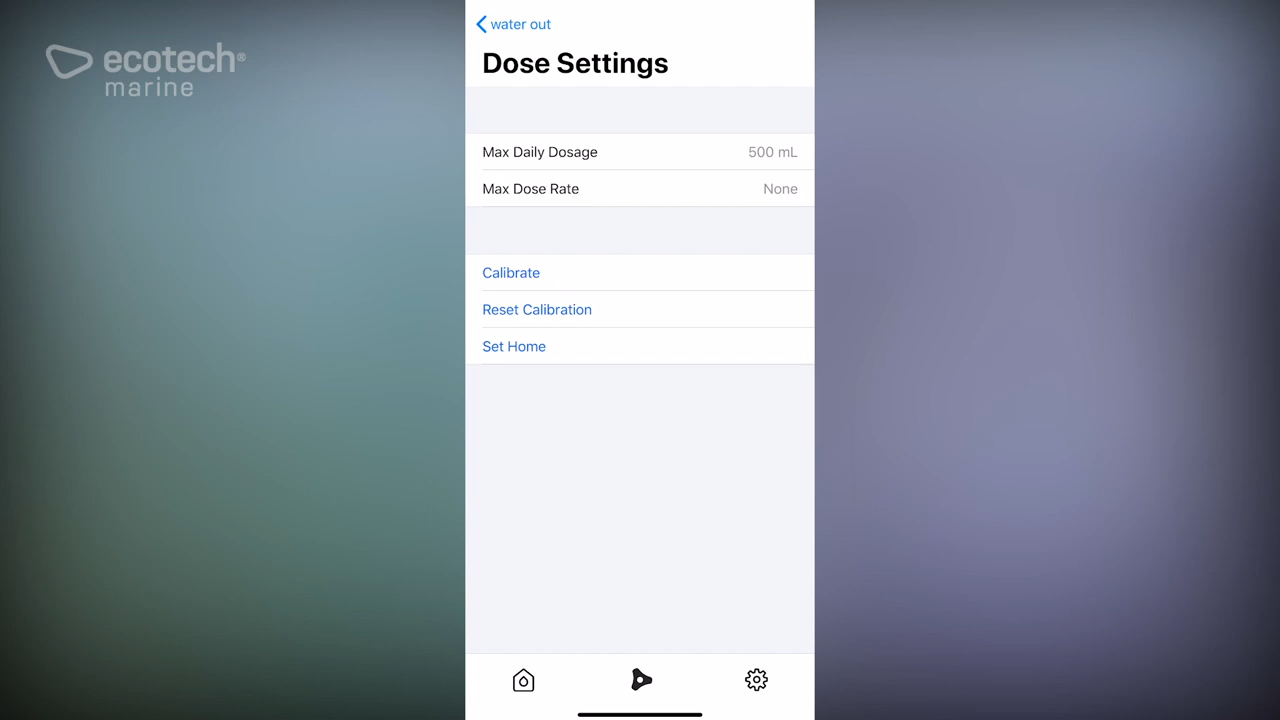 ecotech®
marine
water out
Dose Settings
Max Daily Dosage 500 mL
Max Dose Rate None
Calibrate
Reset Calibration
Set Home